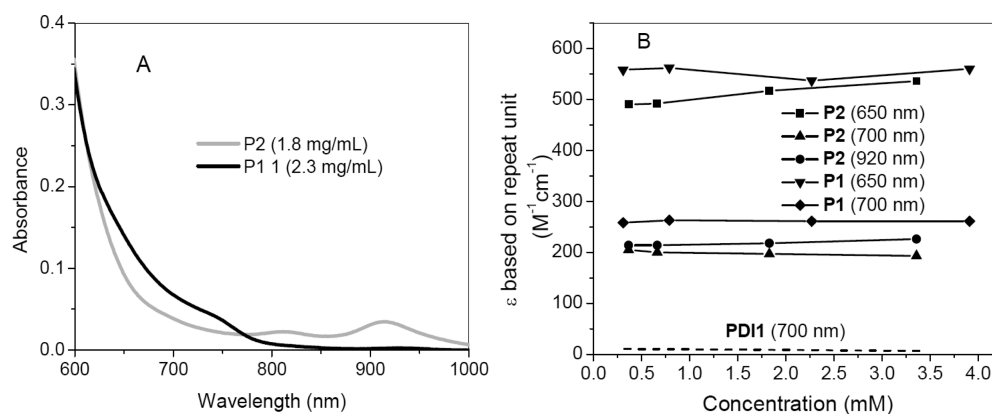 A
0.4
0.3
0.2
0.1
0.0
Absorbance
P2 (1.8 mg/mL)
P1 1 (2.3 mg/mL)
600 700 800 900 1000
Wavelength (nm)
B
600
500
400
300
200
100
0
ε based on repeat unit
(M⁻¹cm⁻¹)
P2 (650 nm)
P2 (700 nm)
P2 (920 nm)
P1 (650 nm)
P1 (700 nm)
PDI1 (700 nm)
0.0 0.5 1.0 1.5 2.0 2.5 3.0 3.5 4.0
Concentration (mM)